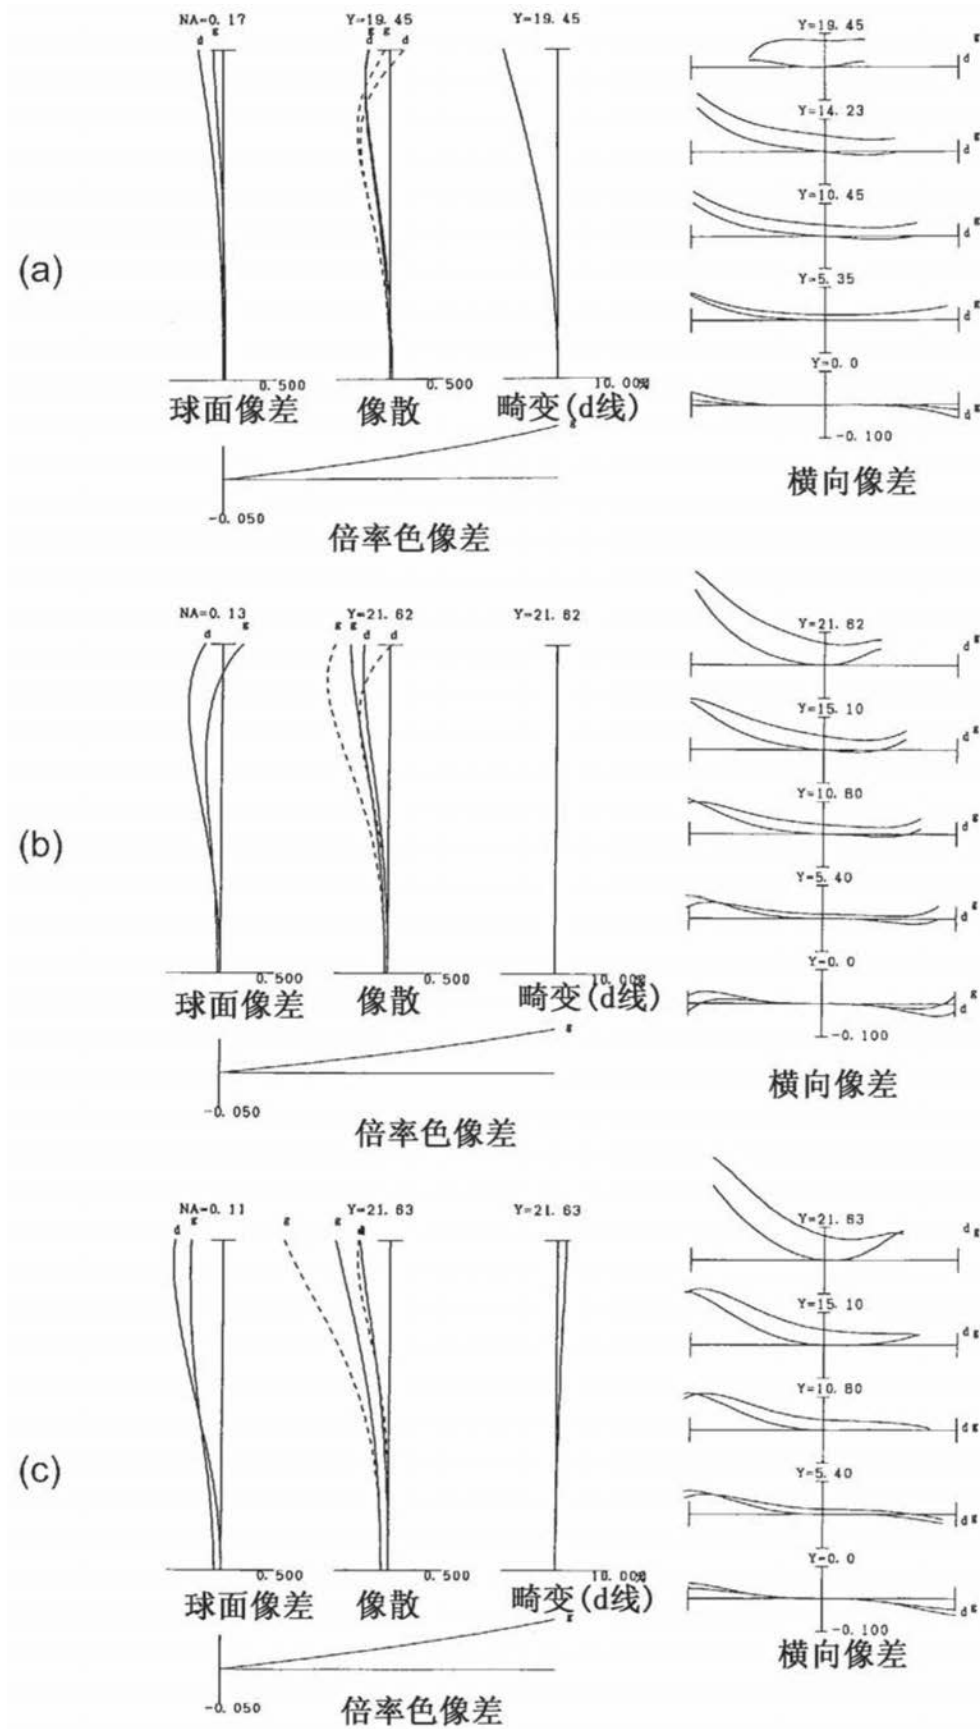 (a)
NA=0.17
d g
0.500
球面像差
Y=19.45
g g
d d
0.500
像散
Y=19.45
10.00%
畸变(d线)
g
-0.050
倍率色像差
Y=19.45
g
d
Y=14.23
g
d
Y=10.45
g
d
Y=5.35
g
d
Y=0.0
g
d
-0.100
横向像差
(b)
NA=0.13
d g
0.500
球面像差
Y=21.62
g g d d
0.500
像散
Y=21.62
10.00%
畸变(d线)
g
-0.050
倍率色像差
Y=21.62
g
d
Y=15.10
g
d
Y=10.80
g
d
Y=5.40
g
d
Y=0.0
g
d
-0.100
横向像差
(c)
NA=0.11
d g
0.500
球面像差
Y=21.63
g g d
0.500
像散
Y=21.63
10.00%
畸变(d线)
g
-0.050
倍率色像差
Y=21.63
d g
Y=15.10
d g
Y=10.80
d g
Y=5.40
d g
Y=0.0
d g
-0.100
横向像差